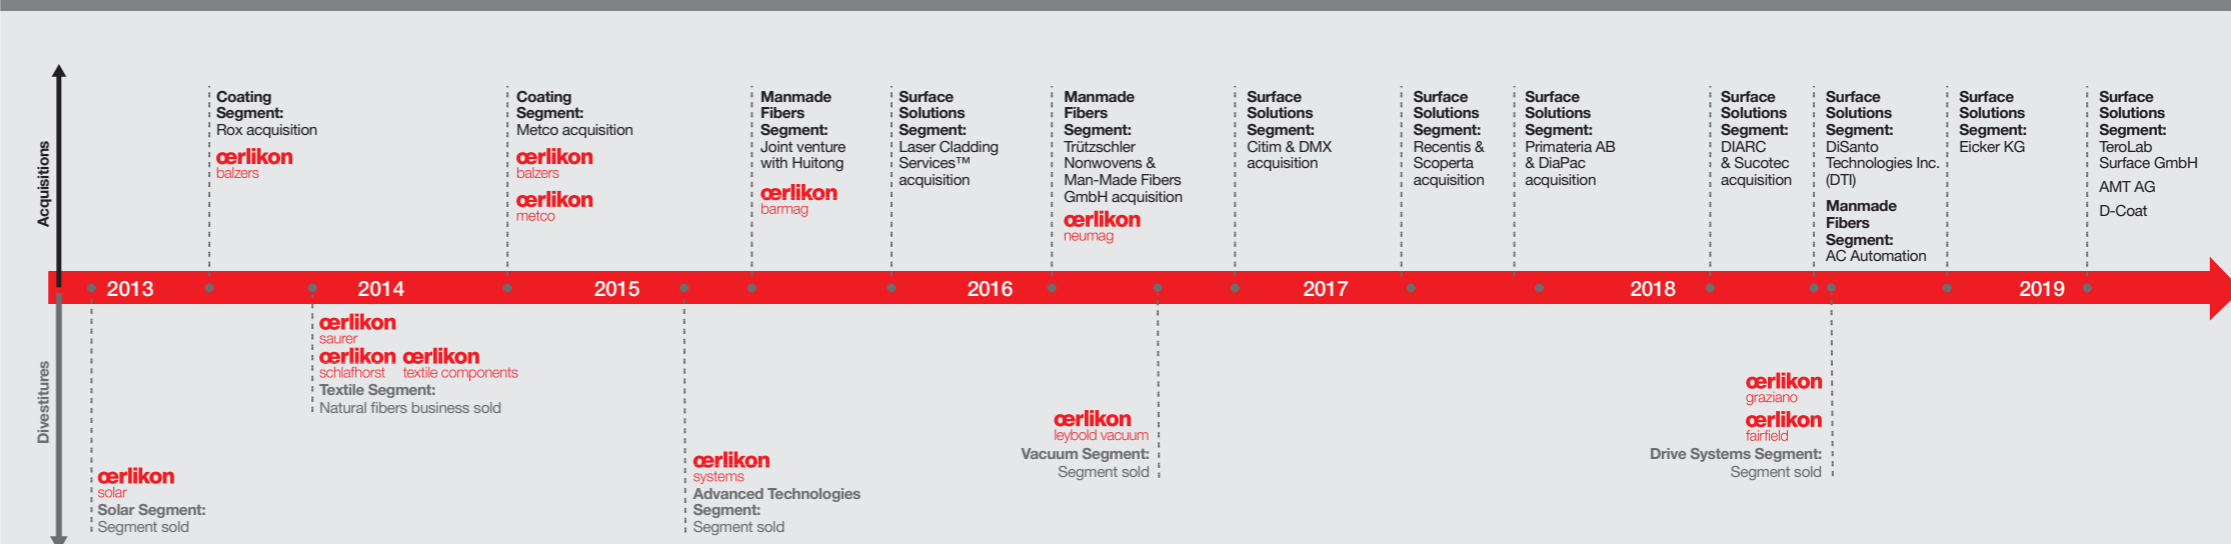 Acquisitions
Coating
Segment:
Rox acquisition
œrlikon
balzers
Coating
Segment:
Metco acquisition
œrlikon
balzers
œrlikon
metco
Manmade
Fibers
Segment:
Joint venture
with Huitong
œrlikon
barmag
Surface
Solutions
Segment:
Laser Cladding
Services™
acquisition
Manmade
Fibers
Segment:
Trützschler
Nonwovens &
Man-Made Fibers
GmbH acquisition
œrlikon
neumag
Surface
Solutions
Segment:
Citim & DMX
acquisition
Surface
Solutions
Segment:
Recentis &
Scoperta
acquisition
Surface
Solutions
Segment:
Primateria AB
& DiaPac
acquisition
Surface
Solutions
Segment:
DIARC
& Sucotec
acquisition
Surface
Solutions
Segment:
DiSanto
Technologies Inc.
(DTI)
Manmade
Fibers
Segment:
AC Automation
Surface
Solutions
Segment:
Eicker KG
Surface
Solutions
Segment:
TeroLab
Surface GmbH
AMT AG
D-Coat
2013 2014 2015 2016 2017 2018 2019
Divestitures
œrlikon
solar
Solar Segment:
Segment sold
œrlikon
saurer
œrlikon œrlikon
schlafhorst textile components
Textile Segment:
Natural fibers business sold
œrlikon
systems
Advanced Technologies
Segment:
Segment sold
œrlikon
leybold vacuum
Vacuum Segment:
Segment sold
œrlikon
graziano
œrlikon
fairfield
Drive Systems Segment:
Segment sold